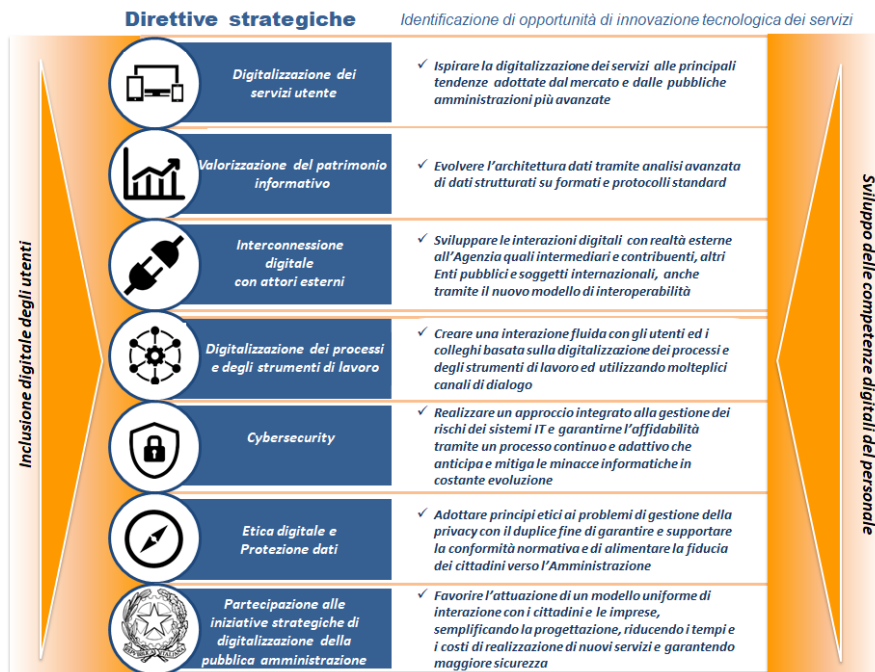 Direttive strategiche
Identificazione di opportunità di innovazione tecnologica dei servizi
Inclusione digitale degli utenti
Digitalizzazione dei
servizi utente
✓ Ispirare la digitalizzazione dei servizi alle principali
tendenze adottate dal mercato e dalle pubbliche
amministrazioni più avanzate
Valorizzazione del patrimonio
informativo
✓ Evolvere l'architettura dati tramite analisi avanzata
di dati strutturati su formati e protocolli standard
Interconnessione
digitale
con attori esterni
✓ Sviluppare le interazioni digitali con realtà esterne
all'Agenzia quali intermediari e contribuenti, altri
Enti pubblici e soggetti internazionali, anche
tramite il nuovo modello di interoperabilità
Digitalizzazione dei processi
e degli strumenti di lavoro
✓ Creare una interazione fluida con gli utenti ed i
colleghi basata sulla digitalizzazione dei processi e
degli strumenti di lavoro ed utilizzando molteplici
canali di dialogo
Cybersecurity
✓ Realizzare un approccio integrato alla gestione dei
rischi dei sistemi IT e garantirne l'affidabilità
tramite un processo continuo e adattivo che
anticipa e mitiga le minacce informatiche in
costante evoluzione
Etica digitale e
Protezione dati
✓ Adottare principi etici ai problemi di gestione della
privacy con il duplice fine di garantire e supportare
la conformità normativa e di alimentare la fiducia
dei cittadini verso l'Amministrazione
Partecipazione alle
iniziative strategiche di
digitalizzazione della
pubblica amministrazione
✓ Favorire l'attuazione di un modello uniforme di
interazione con i cittadini e le imprese,
semplificando la progettazione, riducendo i tempi e
i costi di realizzazione di nuovi servizi e garantendo
maggiore sicurezza
Sviluppo delle competenze digitali del personale